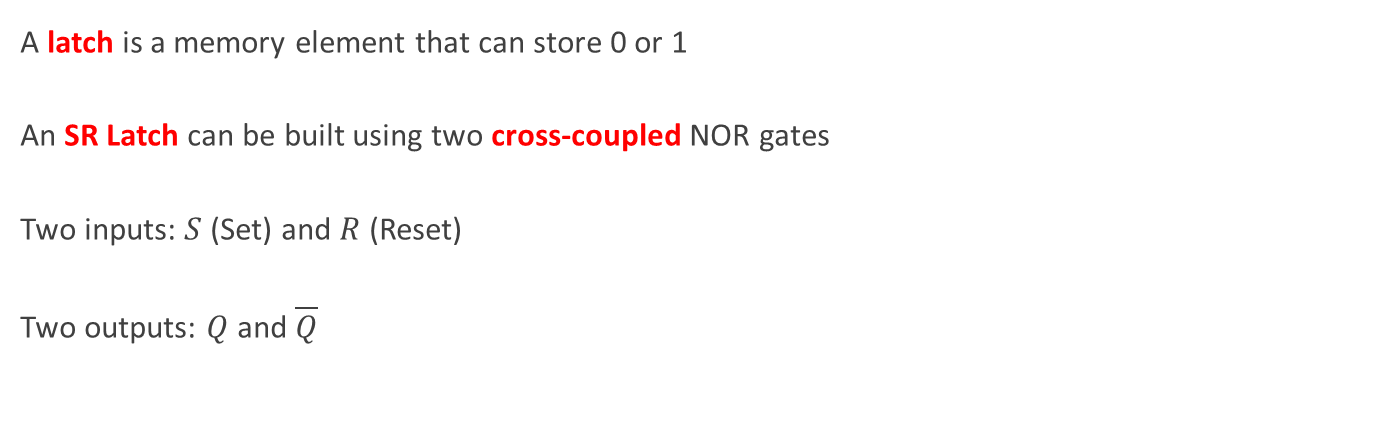 A latch is a memory element that can store 0 or 1
An SR Latch can be built using two cross-coupled NOR gates
Two inputs: S (Set) and R (Reset)
Two outputs: Q and Q̅